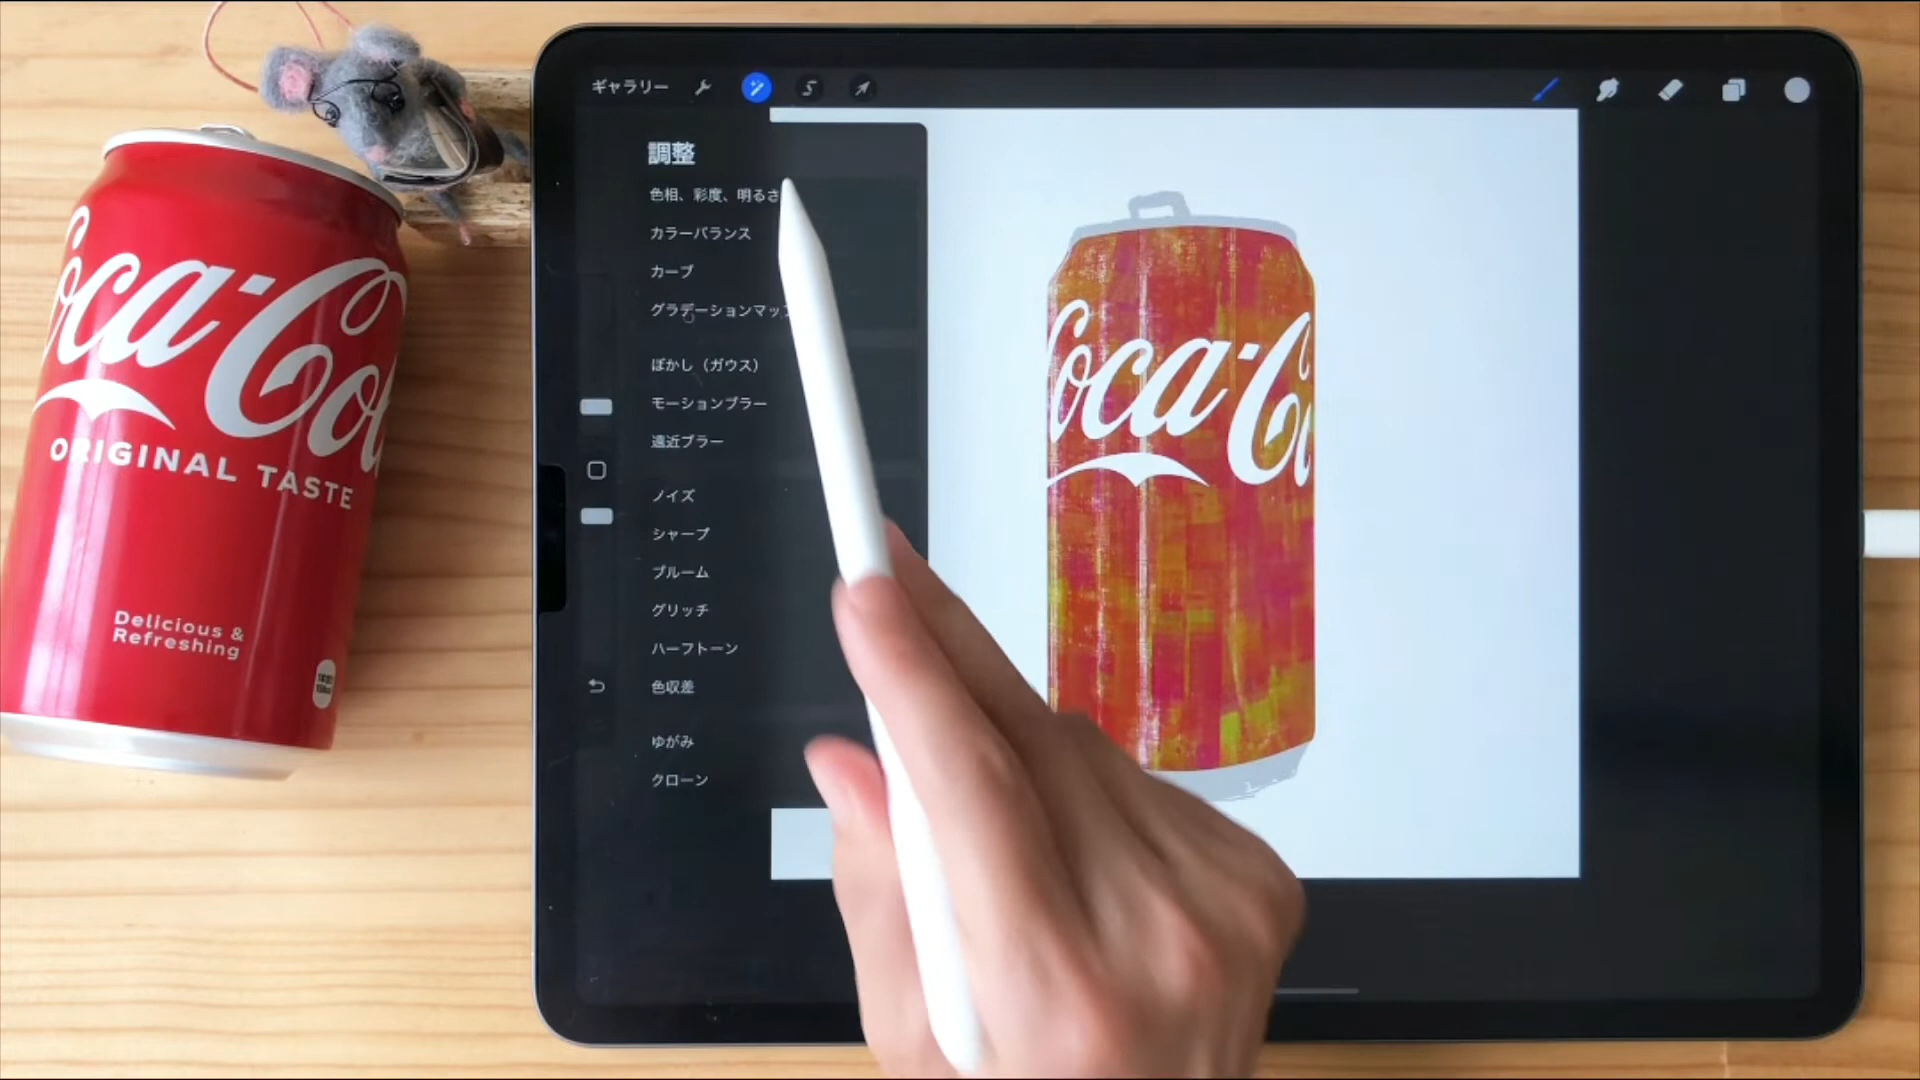 ギャラリー
調整
色相、彩度、明るさ
カラーバランス
カーブ
グラデーションマップ
ぼかし（ガウス）
モーションブラー
遠近ブラー
ノイズ
シャープ
ブルーム
グリッチ
ハーフトーン
色収差
ゆがみ
クローン
Coca-Col
ORIGINAL TASTE
Delicious &
Refreshing
Coca-Co